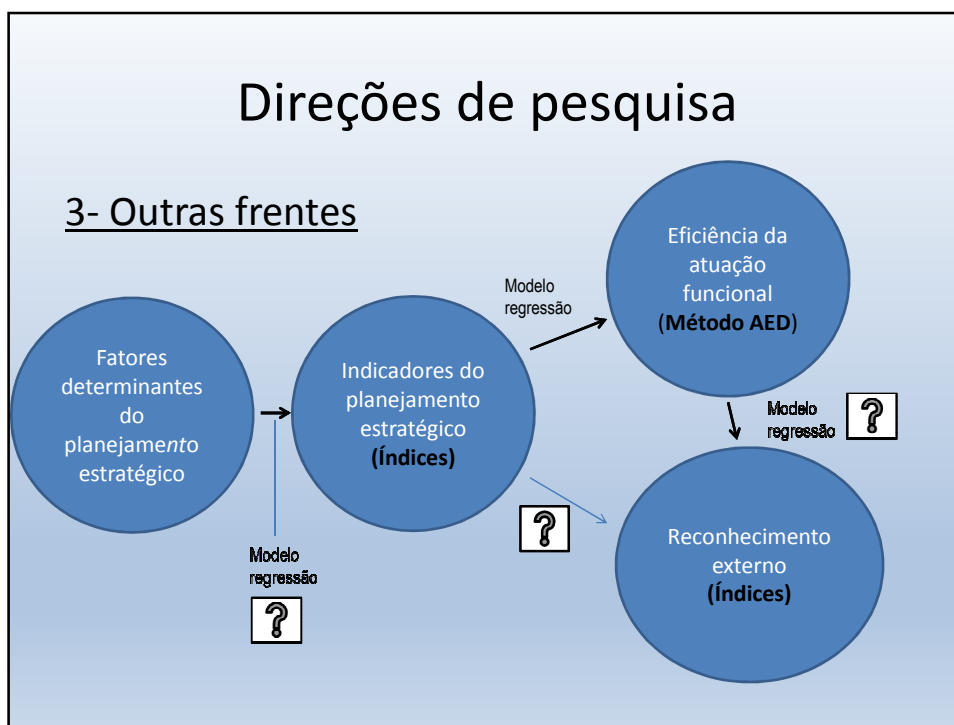 Direções de pesquisa
3- Outras frentes
Fatores
determinantes
do
planejamento
estratégico
Modelo
regressão
?
Indicadores do
planejamento
estratégico
(Índices)
Modelo
regressão
Eficiência da
atuação
funcional
(Método AED)
Modelo
regressão
?
?
Reconhecimento
externo
(Índices)